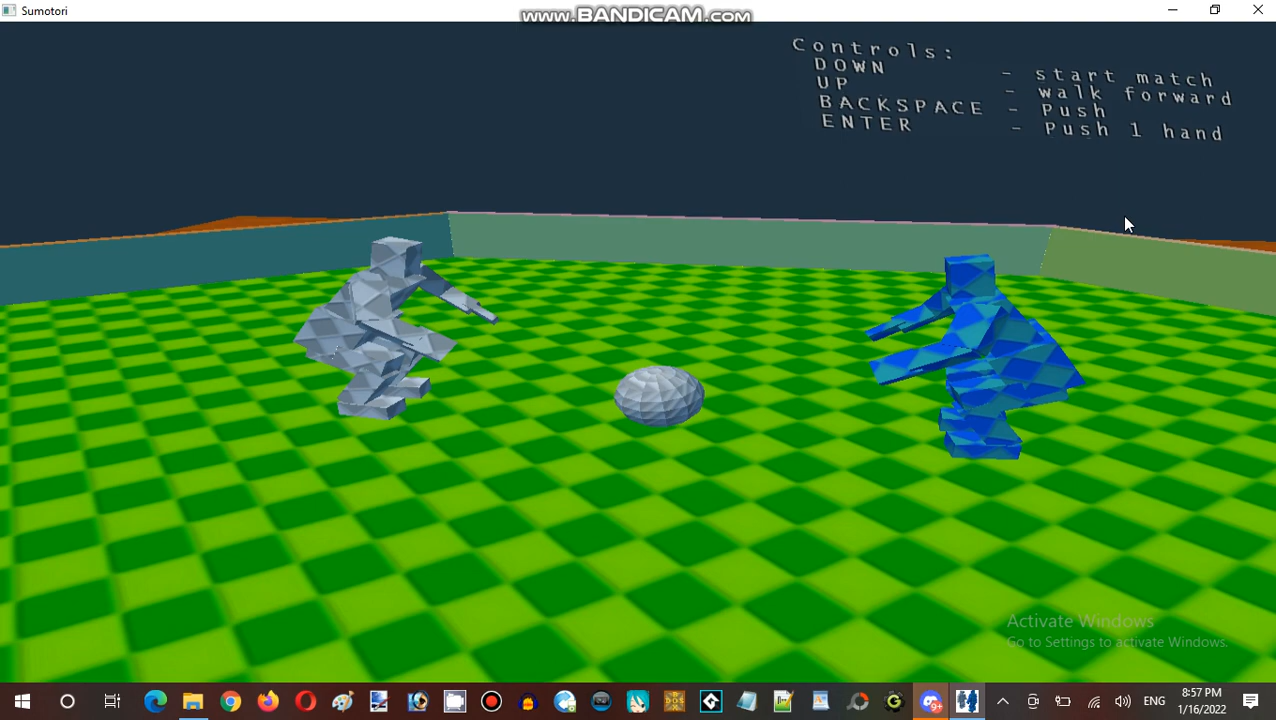 Sumotori
www.BANDICAM.com
Controls:
DOWN - start match
UP - walk forward
BACKSPACE - Push
ENTER - Push 1 hand
Activate Windows
Go to Settings to activate Windows.
9+
ENG
8:57 PM
1/16/2022